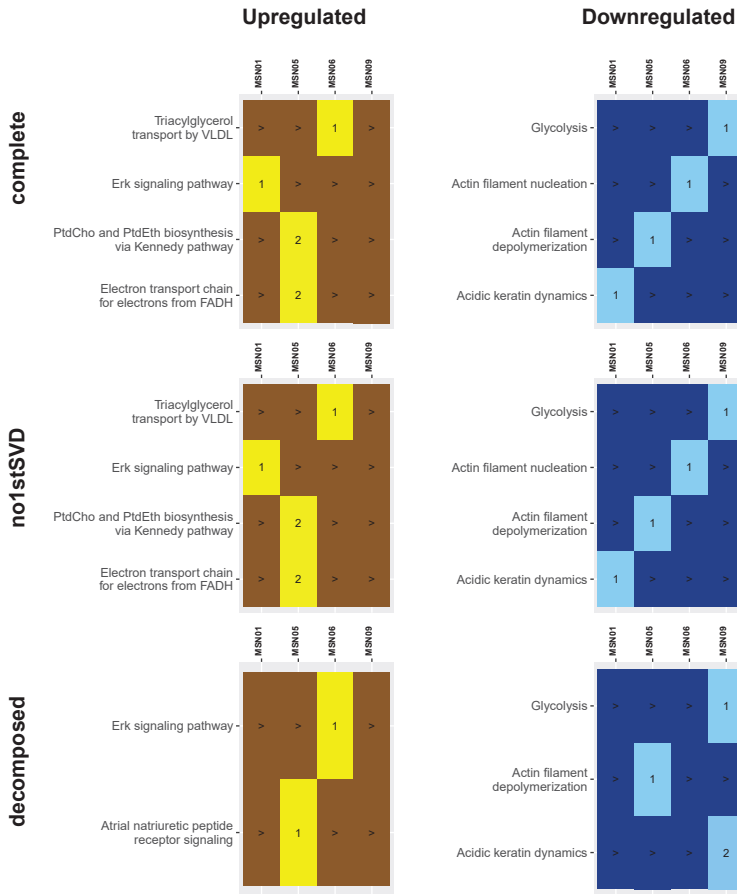 Upregulated
Downregulated
complete
MSN01 MSN05 MSN06 MSN09
Triacylglycerol
transport by VLDL
> > 1 >
Erk signaling pathway
1 > > >
PtdCho and PtdEth biosynthesis
via Kennedy pathway
> 2 > >
Electron transport chain
for electrons from FADH
> 2 > >
MSN01 MSN05 MSN06 MSN09
Glycolysis
> > > 1
Actin filament nucleation
> > 1 >
Actin filament
depolymerization
> 1 > >
Acidic keratin dynamics
1 > > >
no1stSVD
MSN01 MSN05 MSN06 MSN09
Triacylglycerol
transport by VLDL
> > 1 >
Erk signaling pathway
1 > > >
PtdCho and PtdEth biosynthesis
via Kennedy pathway
> 2 > >
Electron transport chain
for electrons from FADH
> 2 > >
MSN01 MSN05 MSN06 MSN09
Glycolysis
> > > 1
Actin filament nucleation
> > 1 >
Actin filament
depolymerization
> 1 > >
Acidic keratin dynamics
1 > > >
decomposed
MSN01 MSN05 MSN06 MSN09
Erk signaling pathway
> > 1 >
Atrial natriuretic peptide
receptor signaling
> 1 > >
MSN01 MSN05 MSN06 MSN09
Glycolysis
> > > 1
Actin filament
depolymerization
> 1 > >
Acidic keratin dynamics
> > > 2